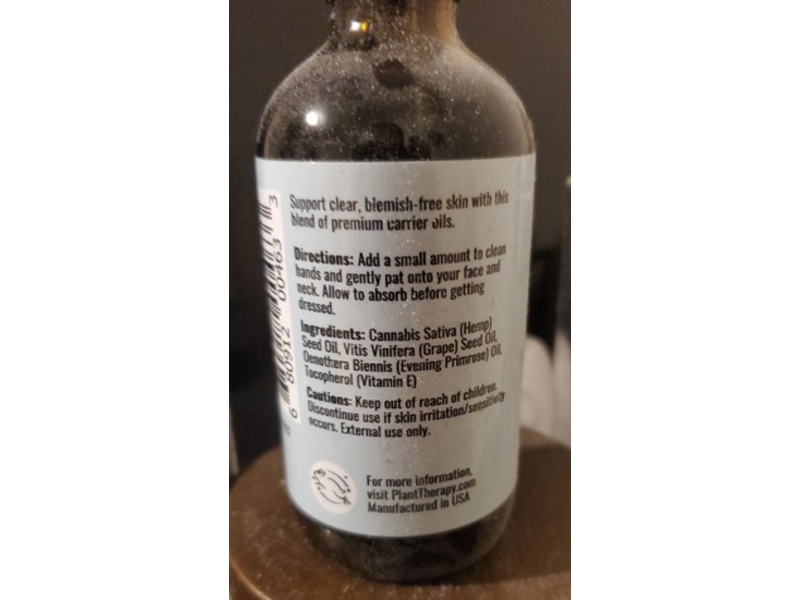 Support clear, blemish-free skin with this
blend of premium carrier oils.
Directions: Add a small amount to clean
hands and gently pat onto your face and
neck. Allow to absorb before getting
dressed.
Ingredients: Cannabis Sativa (Hemp)
Seed Oil, Vitis Vinifera (Grape) Seed Oil,
Oenothera Biennis (Evening Primrose) Oil,
Tocopherol (Vitamin E)
Cautions: Keep out of reach of children.
Discontinue use if skin irritation/sensitivity
occurs. External use only.
For more information,
visit PlantTherapy.com
Manufactured in USA
6 80912 00463 3